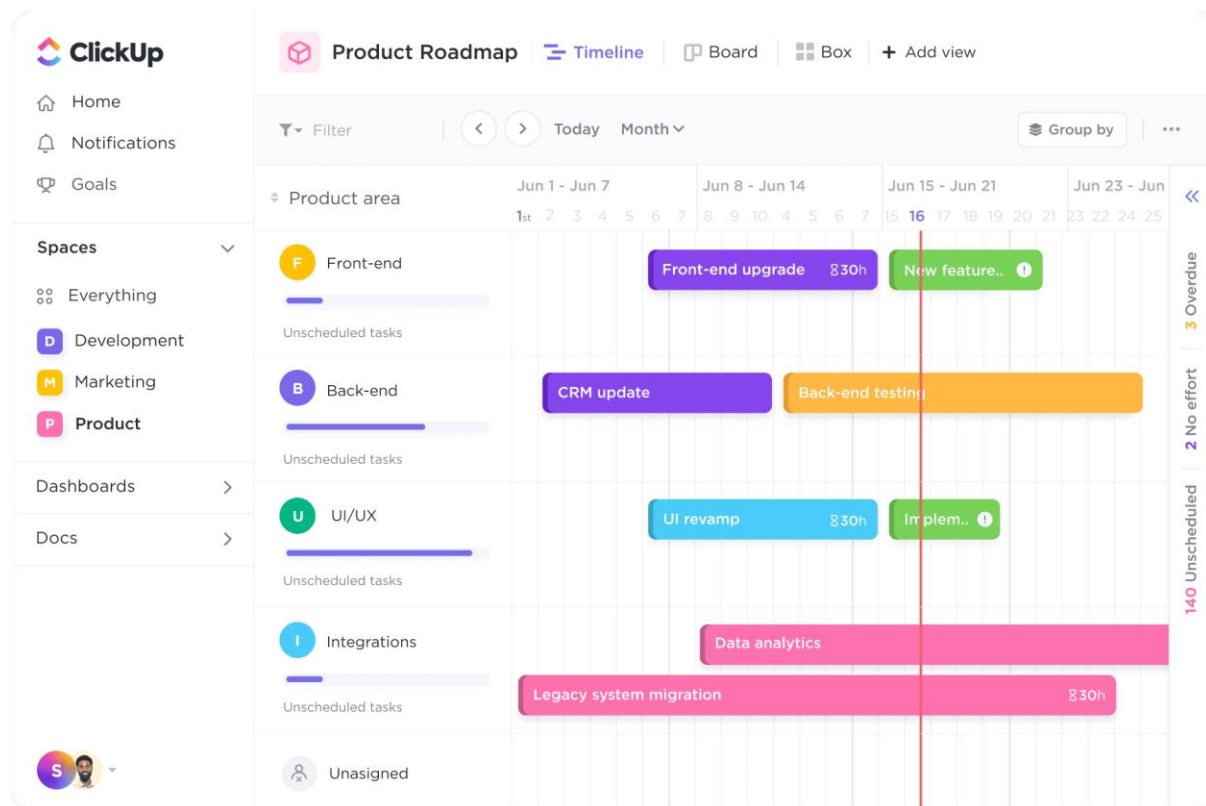 ClickUp
Home
Notifications
Goals
Spaces
Everything
D Development
M Marketing
P Product
Dashboards
Docs
S
Product Roadmap Timeline Board Box + Add view
Filter Today Month Group by
Product area
Jun 1 - Jun 7 Jun 8 - Jun 14 Jun 15 - Jun 21 Jun 23 - Jun
1st 2 3 4 5 6 7 8 9 10 4 5 6 7 15 16 17 18 19 20 21 23 22 24 25
F Front-end
Unscheduled tasks
Front-end upgrade 30h
New feature..
B Back-end
Unscheduled tasks
CRM update
Back-end testing
U UI/UX
Unscheduled tasks
UI revamp 30h
Implem..
I Integrations
Unscheduled tasks
Data analytics
Legacy system migration 30h
Unasigned
3 Overdue
2 No effort
140 Unscheduled